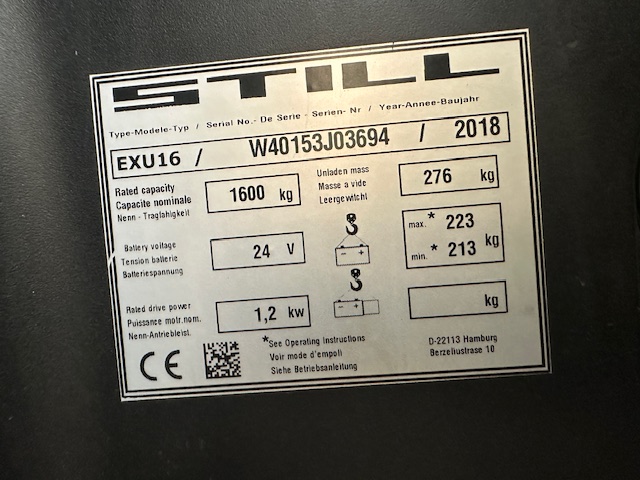 STILL
Type-Modele-Typ / Serial No.- De Serie - Serien- Nr / Year-Annee-Baujahr
EXU16 / W40153J03694 / 2018
Rated capacity
Capacite nominale
Nenn - Traglahigkeit
1600 kg
Unladen mass
Masse a vide
Leergewitcht
276 kg
Battery voltage
Tension batterie
Batteriespannung
24 V
max. * 223
min. * 213
kg
Rated drive power
Puissance motr.nom.
Nenn-Antriebleist.
1,2 kw
kg
CE
*See Operating Instructions
Voir mode d'empoli
Siehe Betriebsanleitung
D-22113 Hamburg
Berzeliustrase 10